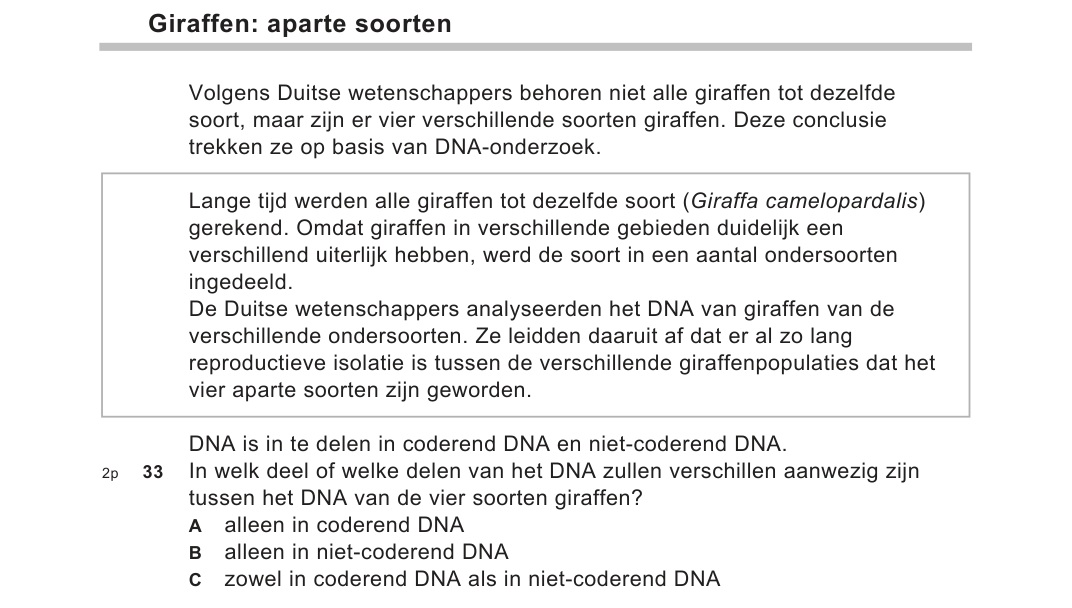 Giraffen: aparte soorten
Volgens Duitse wetenschappers behoren niet alle giraffen tot dezelfde
soort, maar zijn er vier verschillende soorten giraffen. Deze conclusie
trekken ze op basis van DNA-onderzoek.
Lange tijd werden alle giraffen tot dezelfde soort (Giraffa camelopardalis)
gerekend. Omdat giraffen in verschillende gebieden duidelijk een
verschillend uiterlijk hebben, werd de soort in een aantal ondersoorten
ingedeeld.
De Duitse wetenschappers analyseerden het DNA van giraffen van de
verschillende ondersoorten. Ze leidden daaruit af dat er al zo lang
reproductieve isolatie is tussen de verschillende giraffenpopulaties dat het
vier aparte soorten zijn geworden.
DNA is in te delen in coderend DNA en niet-coderend DNA.
2p 33 In welk deel of welke delen van het DNA zullen verschillen aanwezig zijn
tussen het DNA van de vier soorten giraffen?
A alleen in coderend DNA
B alleen in niet-coderend DNA
C zowel in coderend DNA als in niet-coderend DNA